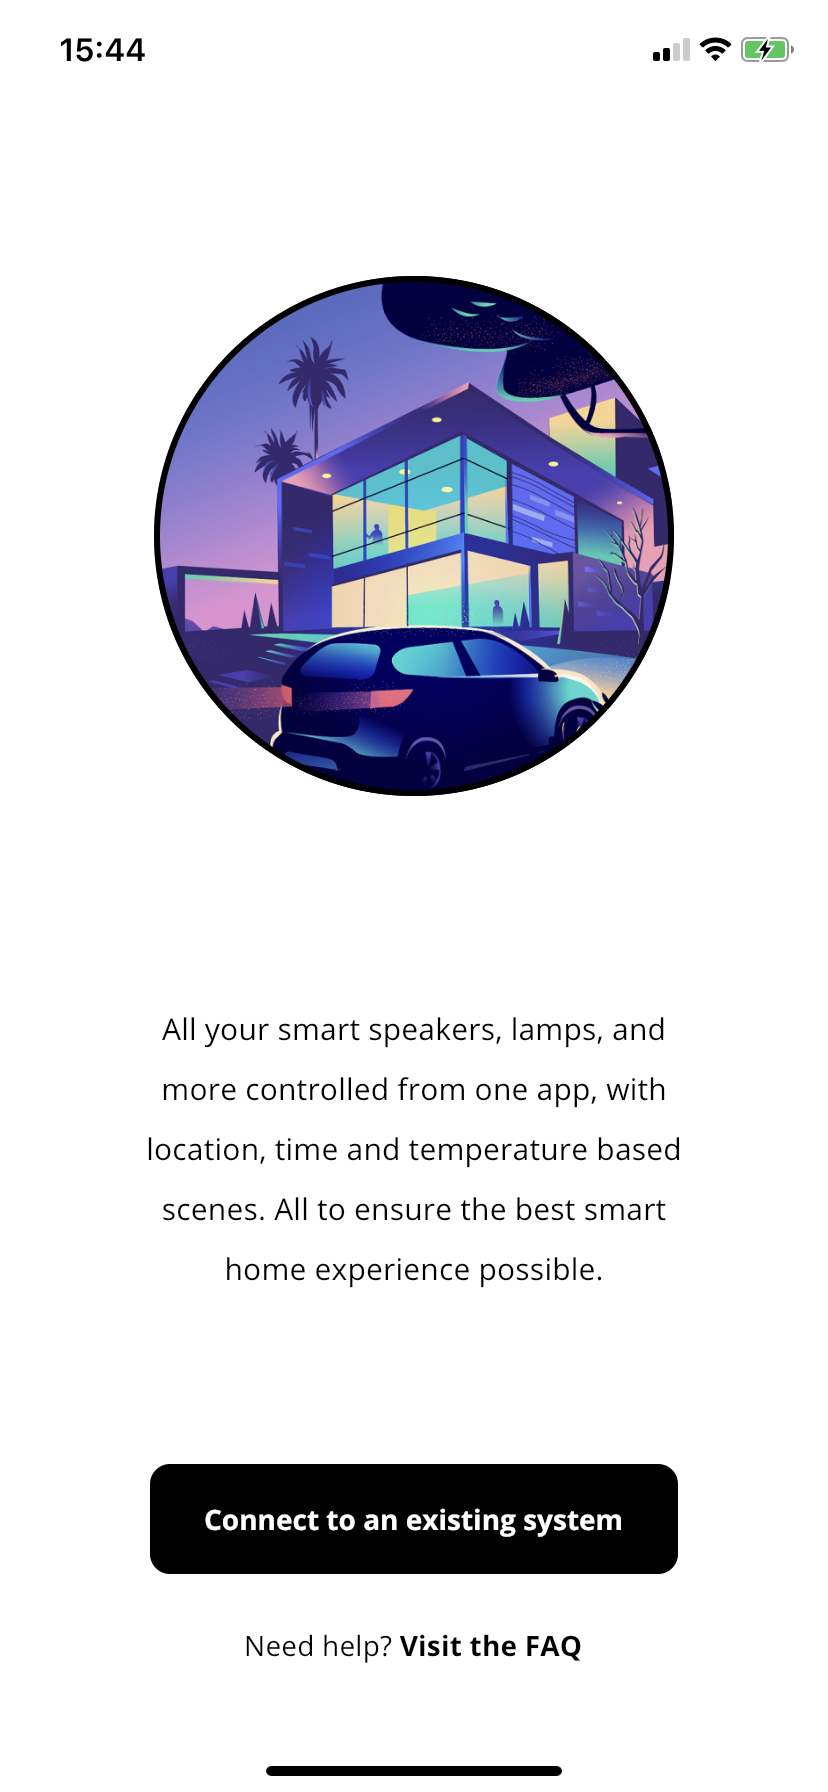 15:44
All your smart speakers, lamps, and
more controlled from one app, with
location, time and temperature based
scenes. All to ensure the best smart
home experience possible.
Connect to an existing system
Need help? Visit the FAQ